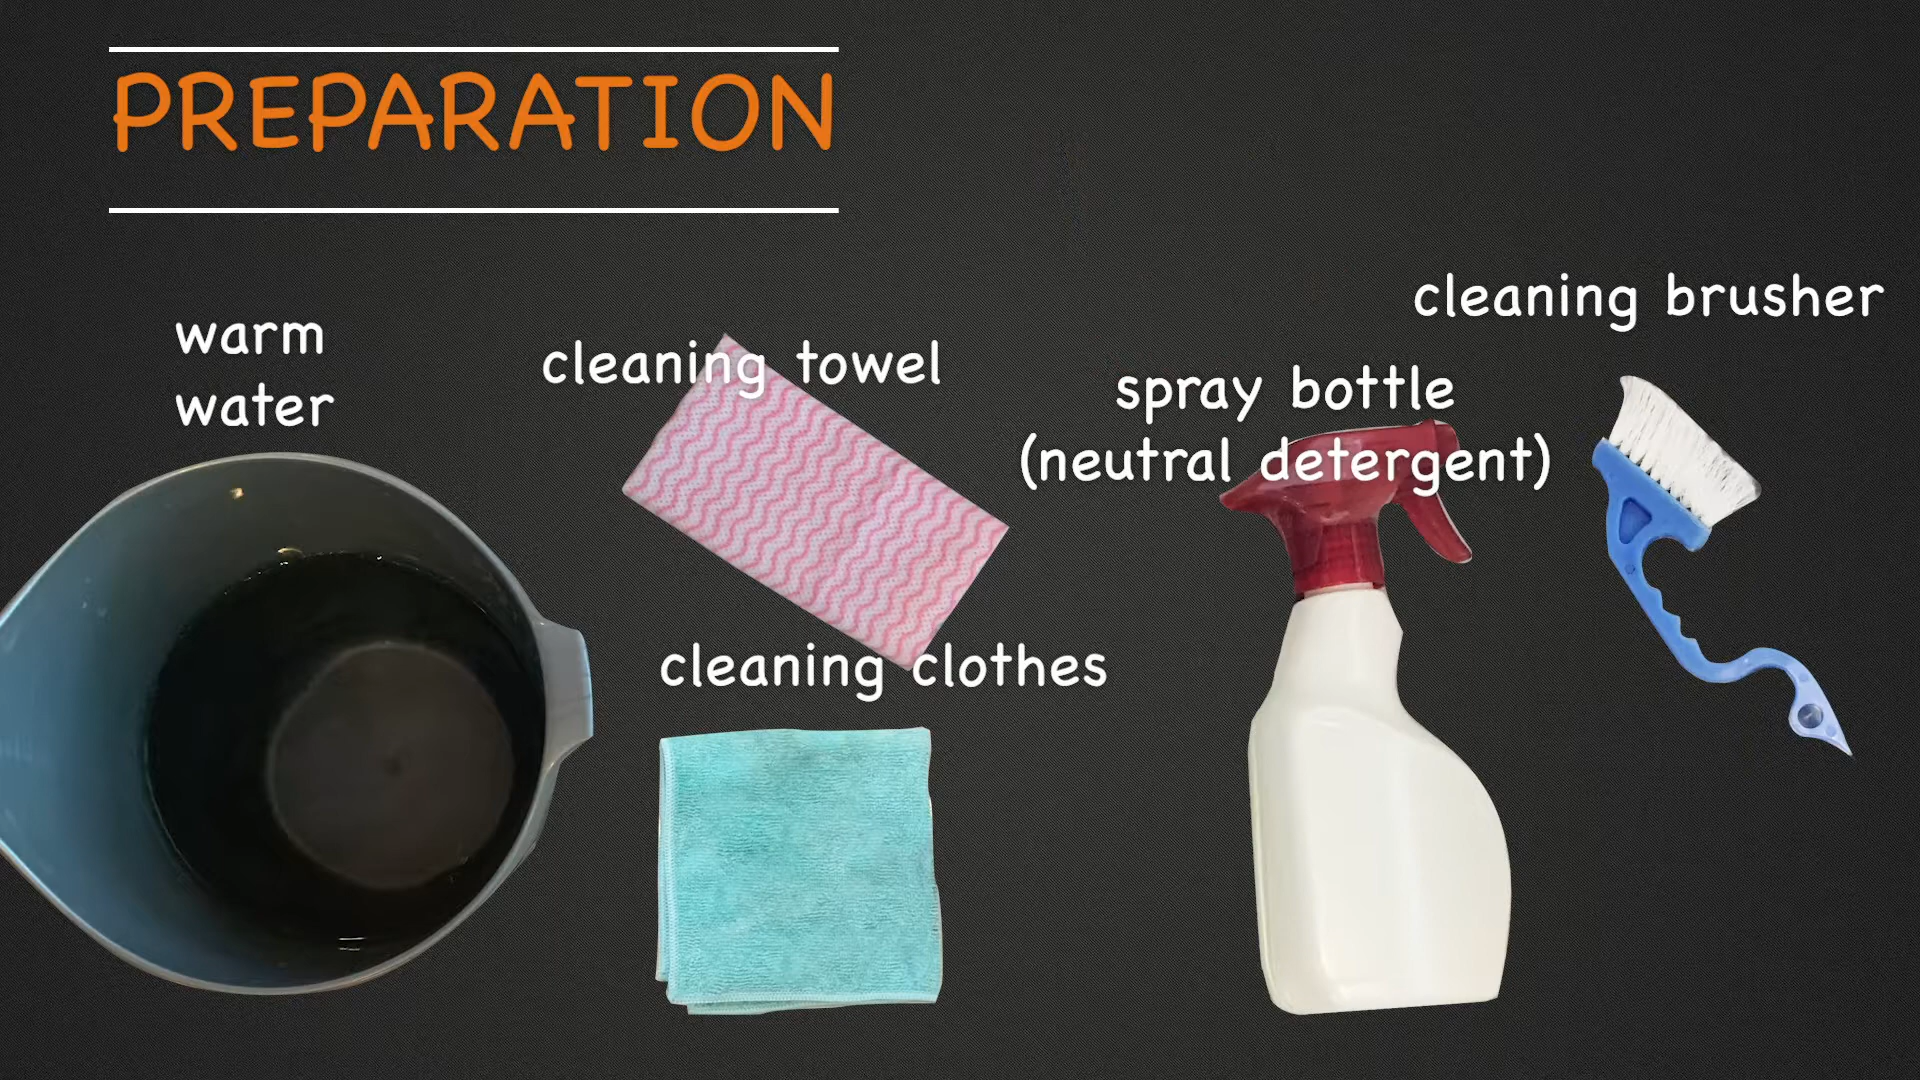 PREPARATION
warm
water
cleaning towel
cleaning clothes
spray bottle
(neutral detergent)
cleaning brusher